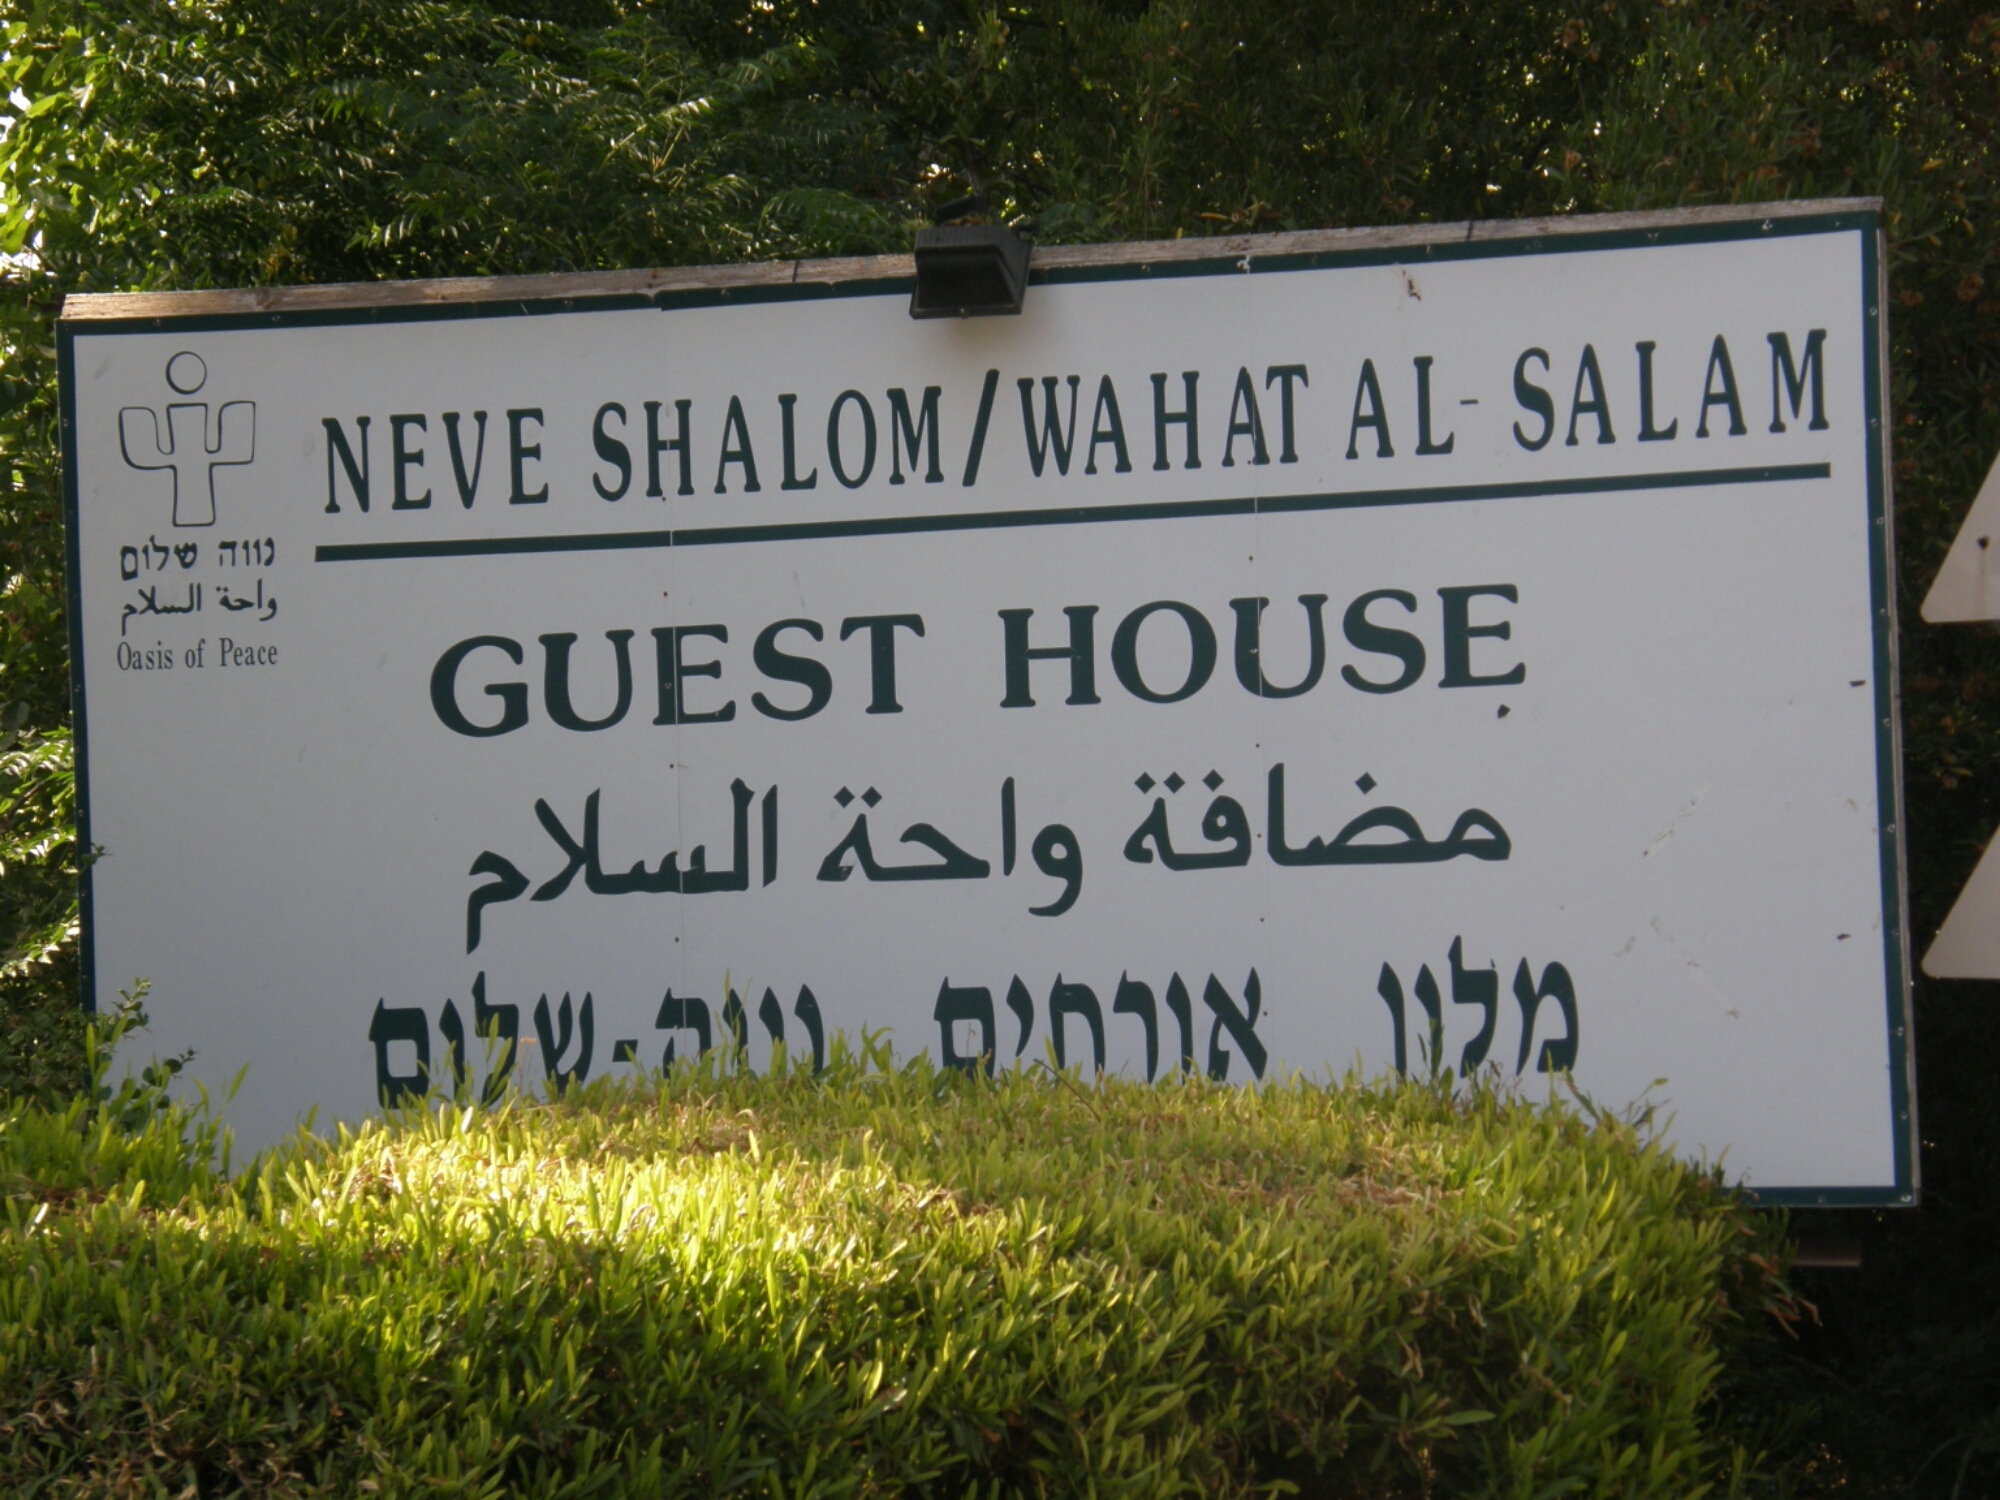 NEVE SHALOM/WAHAT AL-SALAM
נווה שלום
واحة السلام
Oasis of Peace
GUEST HOUSE
مضافة واحة السلام
מלון אורחים נווה-שלום